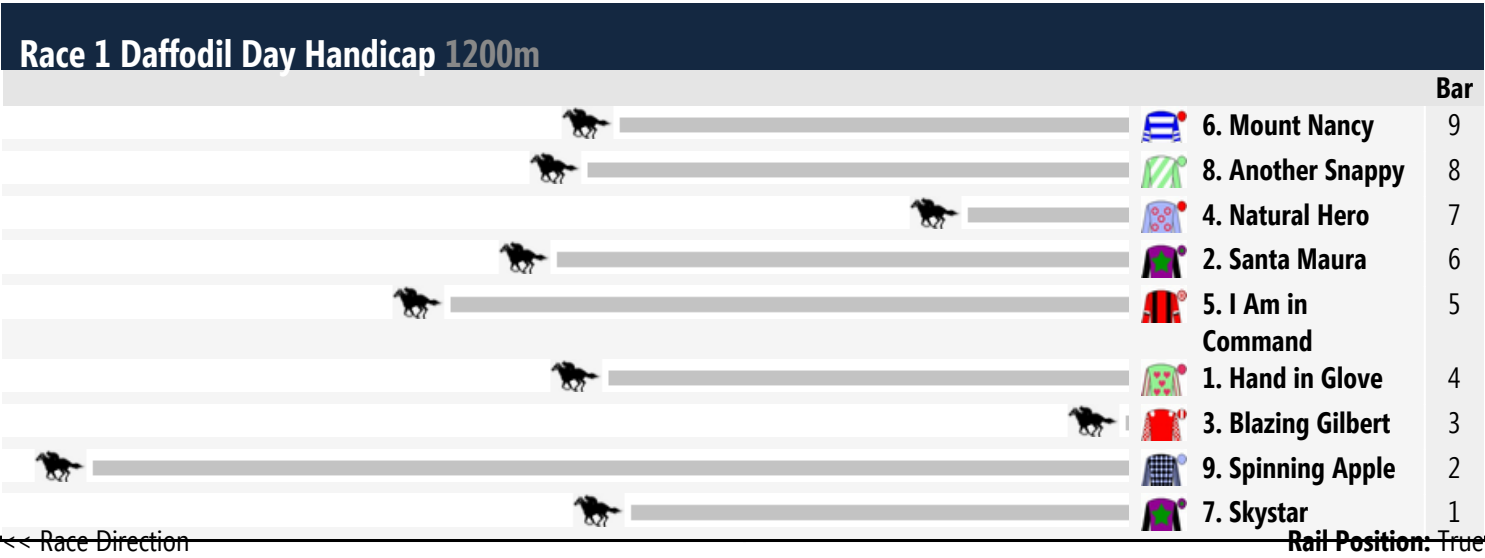 Race 1 Daffodil Day Handicap 1200m
Bar
6. Mount Nancy 9
8. Another Snappy 8
4. Natural Hero 7
2. Santa Maura 6
5. I Am in 5
Command
1. Hand in Glove 4
3. Blazing Gilbert 3
9. Spinning Apple 2
7. Skystar 1
<< Race Direction Rail Position: True